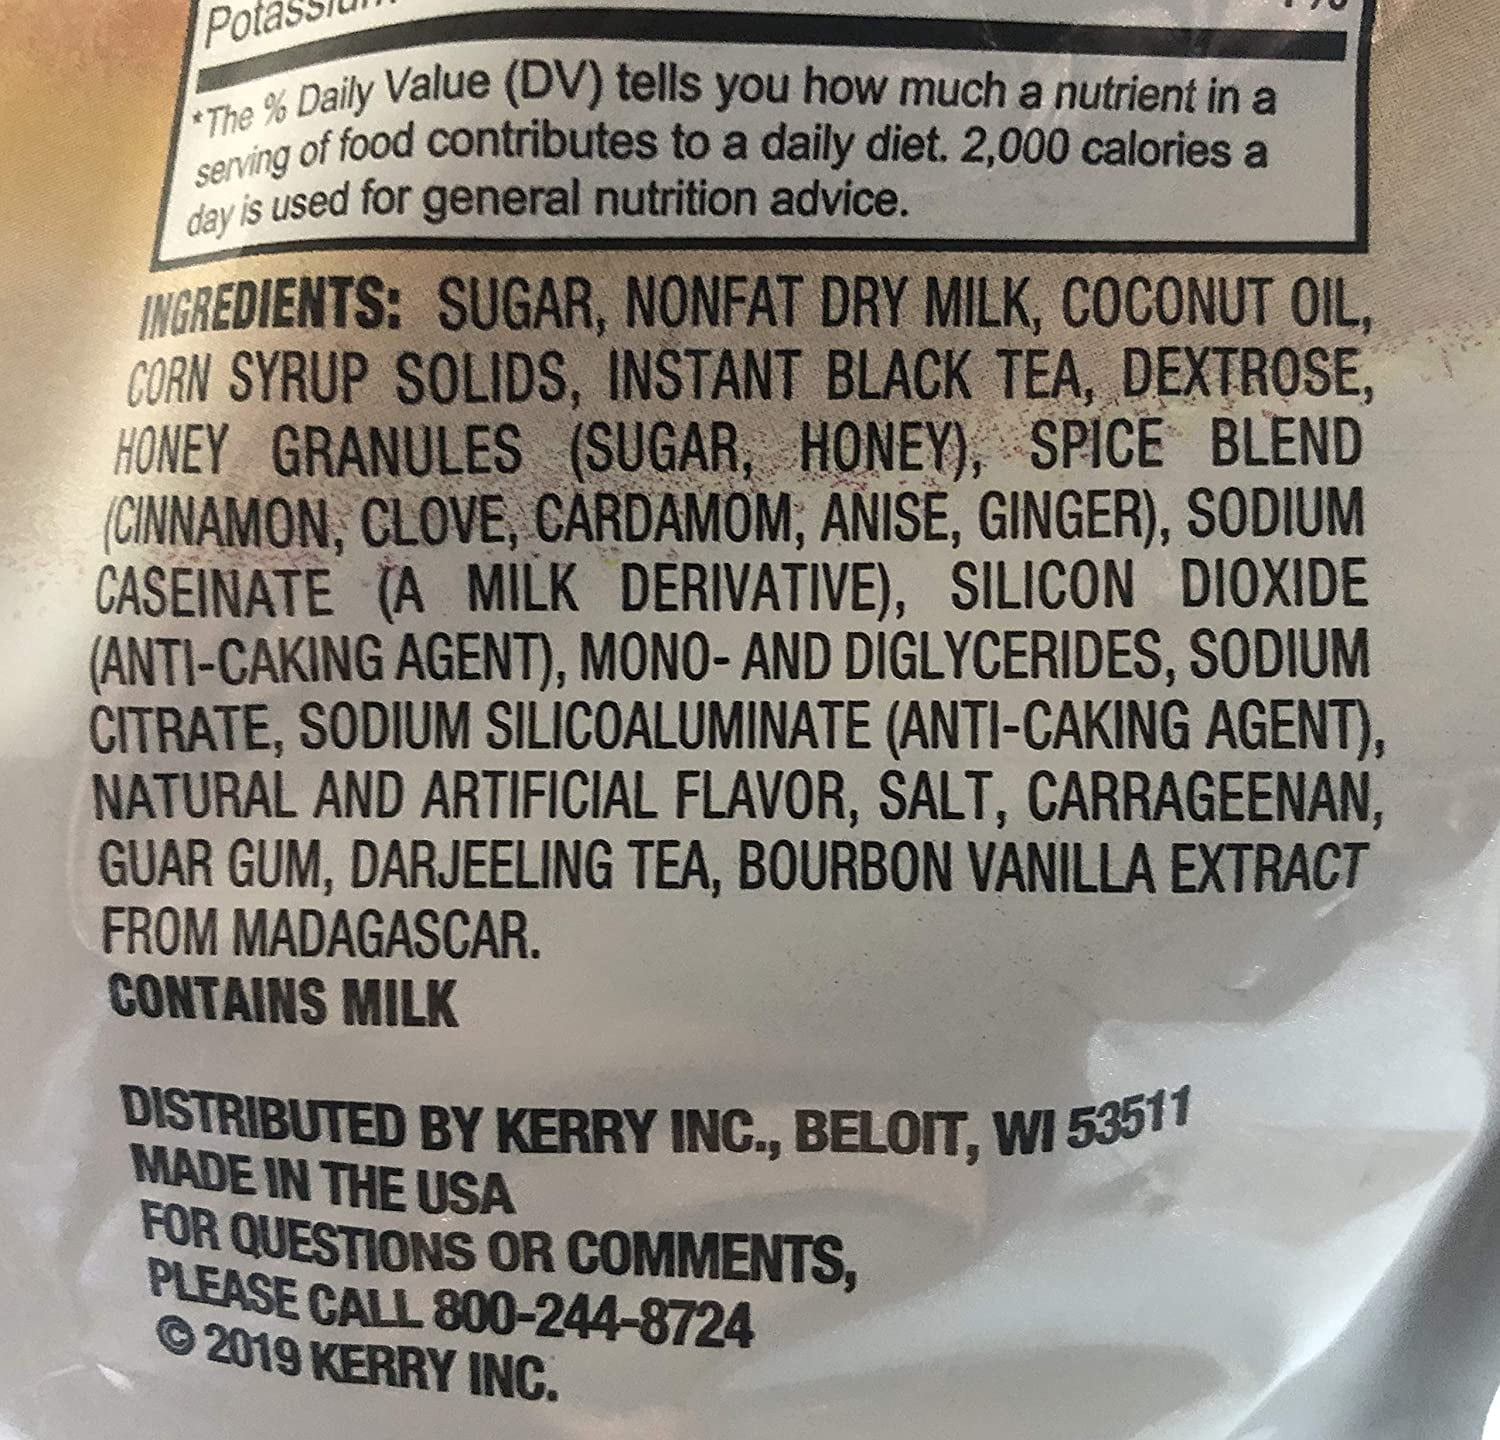 *The % Daily Value (DV) tells you how much a nutrient in a
serving of food contributes to a daily diet. 2,000 calories a
day is used for general nutrition advice.
INGREDIENTS: SUGAR, NONFAT DRY MILK, COCONUT OIL,
CORN SYRUP SOLIDS, INSTANT BLACK TEA, DEXTROSE,
HONEY GRANULES (SUGAR, HONEY), SPICE BLEND
(CINNAMON, CLOVE, CARDAMOM, ANISE, GINGER), SODIUM
CASEINATE (A MILK DERIVATIVE), SILICON DIOXIDE
(ANTI-CAKING AGENT), MONO- AND DIGLYCERIDES, SODIUM
CITRATE, SODIUM SILICOALUMINATE (ANTI-CAKING AGENT),
NATURAL AND ARTIFICIAL FLAVOR, SALT, CARRAGEENAN,
GUAR GUM, DARJEELING TEA, BOURBON VANILLA EXTRACT
FROM MADAGASCAR.
CONTAINS MILK
DISTRIBUTED BY KERRY INC., BELOIT, WI 53511
MADE IN THE USA
FOR QUESTIONS OR COMMENTS,
PLEASE CALL 800-244-8724
© 2019 KERRY INC.